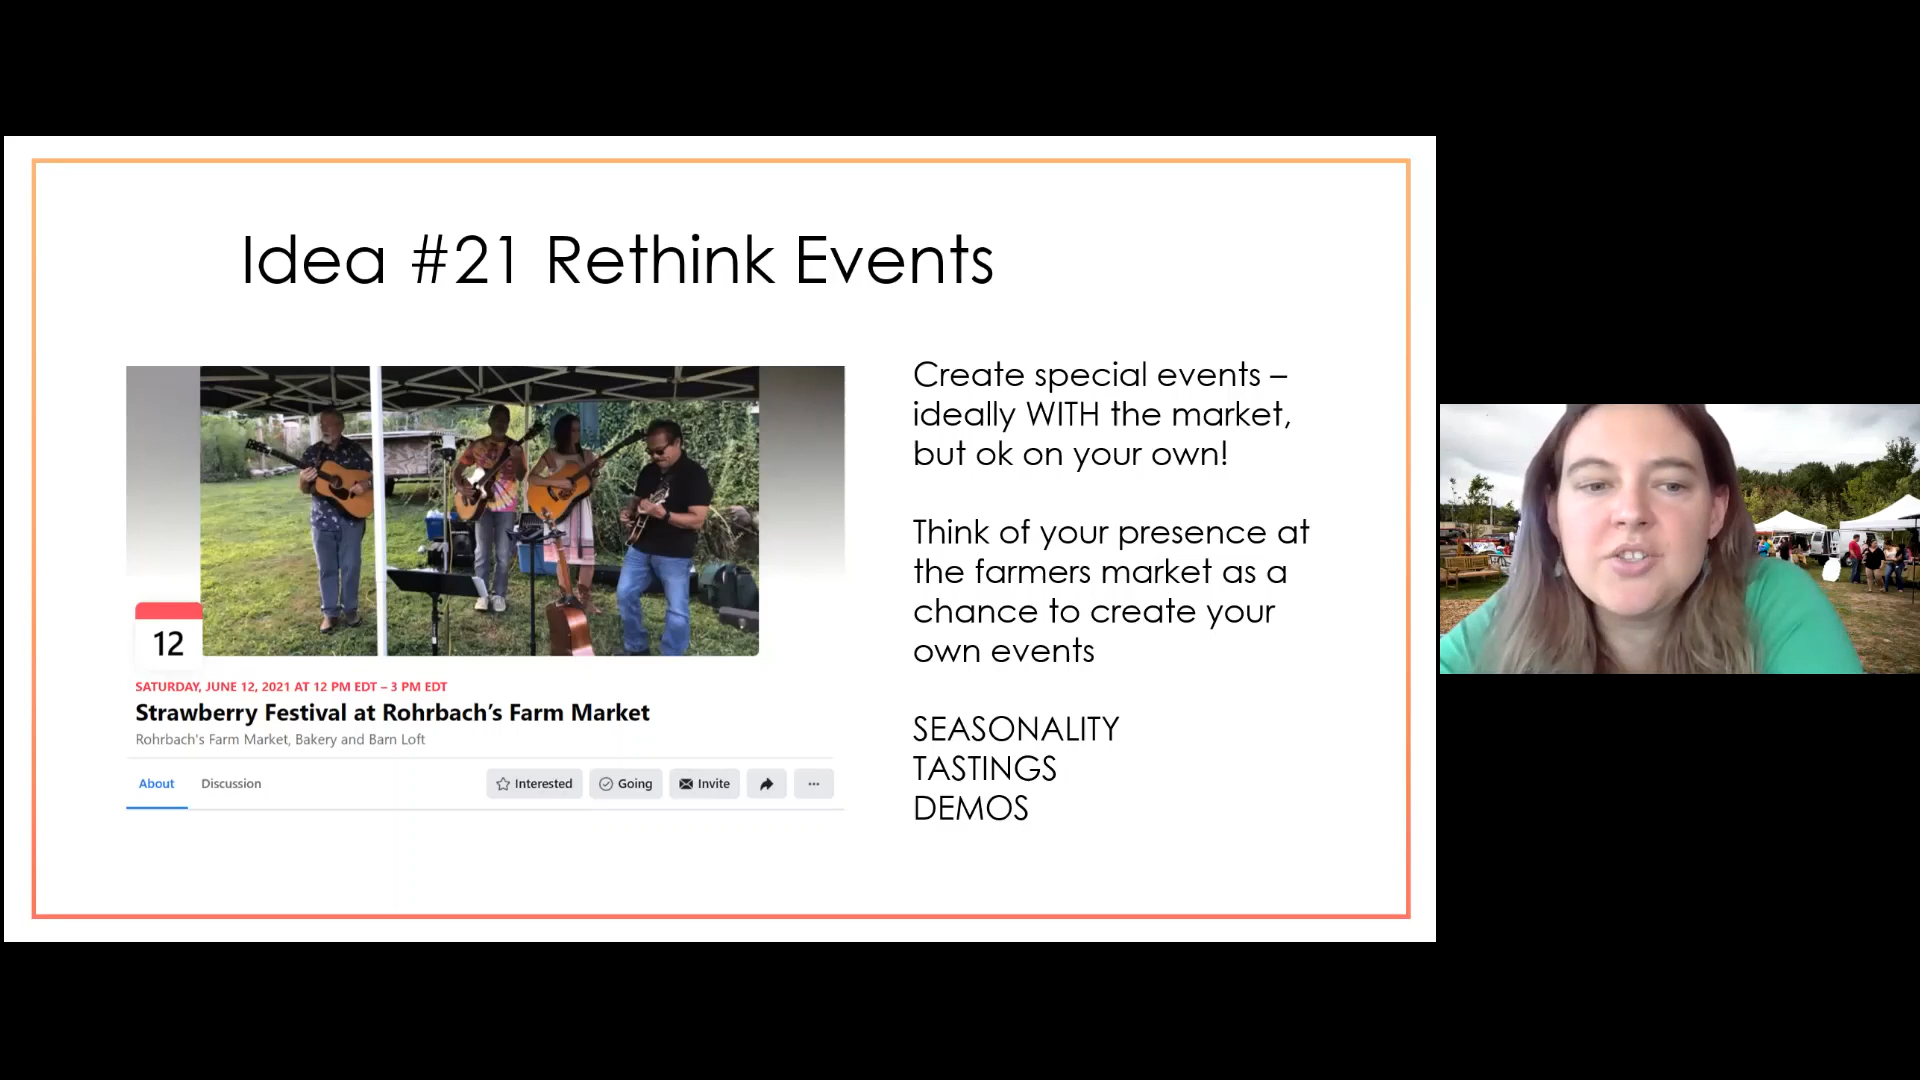 Idea #21 Rethink Events
12
SATURDAY, JUNE 12, 2021 AT 12 PM EDT – 3 PM EDT
Strawberry Festival at Rohrbach's Farm Market
Rohrbach's Farm Market, Bakery and Barn Loft
About Discussion Interested Going Invite
Create special events –
ideally WITH the market,
but ok on your own!
Think of your presence at
the farmers market as a
chance to create your
own events
SEASONALITY
TASTINGS
DEMOS